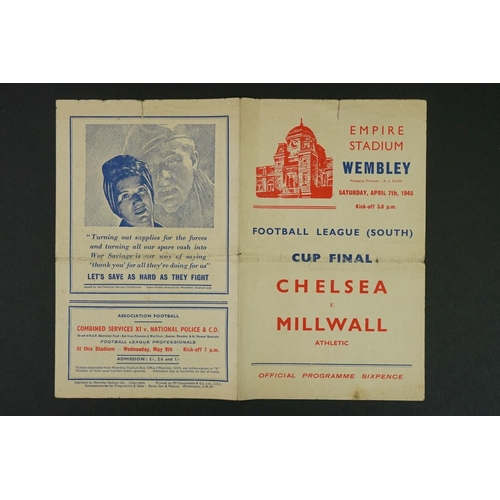 "Turning out supplies for the forces
and turning all our spare cash into
War Savings is our way of saying
'thank you' for all they're doing for us"
LET'S SAVE AS HARD AS THEY FIGHT
ASSOCIATION FOOTBALL
COMBINED SERVICES XI v. NATIONAL POLICE & C.D.
FOOTBALL LEAGUE PROFESSIONALS
At this Stadium - Wednesday, May 9th - Kick-off 7 p.m.
EMPIRE
STADIUM
WEMBLEY
SATURDAY, APRIL 7th, 1945
Kick-off 3.0 p.m.
FOOTBALL LEAGUE (SOUTH)
CUP FINAL
CHELSEA
v.
MILLWALL
ATHLETIC
OFFICIAL PROGRAMME SIXPENCE